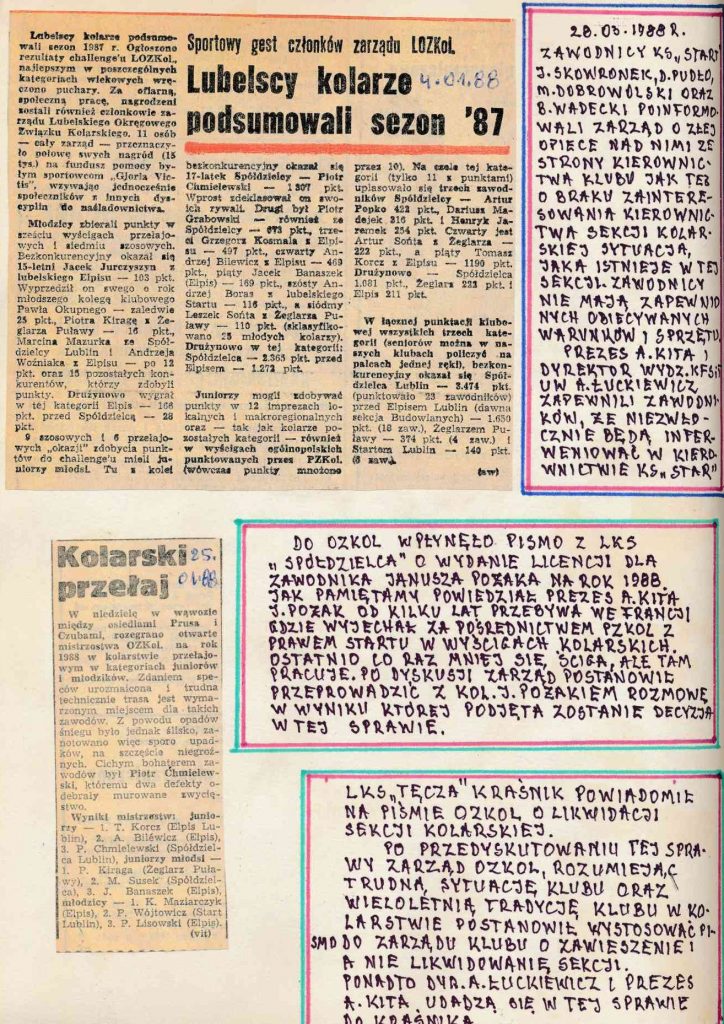 Lubelscy kolarze podsumo-
wali sezon 1987 r. Ogłoszono
rezultaty challenge'u LOZKol.,
najlepszym w poszczególnych
kategoriach wiekowych wrę-
czono puchary. Za ofiarną,
społeczną pracę, nagrodzeni
zostali również członkowie za-
rządu Lubelskiego Okręgowego
Związku Kolarskiego. 11 osób
— cały zarząd — przeznaczy-
ło połowę swych nagród (15
tys.) na fundusz pomocy by-
łym sportowcom „Gloria Vic-
tis", wzywając jednocześnie
społeczników z innych dys-
cyplin do naśladownictwa.
Młodzicy zbierali punkty w
sześciu wyścigach przełajo-
wych i siedmiu szosowych.
Bezkonkurencyjny okazał się
15-letni Jacek Jurczyszyn z
lubelskiego Elpisu — 103 pkt.
Wyprzedził on swego o rok
młodszego kolegę klubowego
Pawła Okupnego — zaledwie
25 pkt., Piotra Kiragę z Że-
glarza Puławy — 16 pkt.,
Marcina Mazurka ze Spół-
dzielcy Lublin i Andrzeja
Woźniaka z Elpisu — po 12
pkt. oraz 15 pozostałych kon-
kurentów, którzy zdobyli
punkty. Drużynowo wygrał
w tej kategorii Elpis — 166
pkt. przed Spółdzielcą — 28
pkt.
9 szosowych i 6 przełajo-
wych „okazji" zdobycia punk-
tów do challenge'u mieli ju-
niorzy młodsi. Tu z kolei
Sportowy gest członków zarządu LOZKol.
Lubelscy kolarze 4.01.88
podsumowali sezon '87
bezkonkurencyjny okazał się
17-latek Spółdzielcy — Piotr
Chmielewski — 1307 pkt.
Wprost zdeklasował on swo-
ich rywali. Drugi był Piotr
Grabowski — również ze
Spółdzielcy — 673 pkt., trze-
ci Grzegorz Kosmala z Elpi-
su — 497 pkt., czwarty An-
drzej Bilewicz z Elpisu — 469
pkt., piąty Jacek Banaszek
(Elpis) — 169 pkt., szósty An-
drzej Boras z lubelskiego
Startu — 116 pkt., a siódmy
Leszek Sońta z Żeglarza Pu-
ławy — 110 pkt. (sklasyfiko-
wano 25 młodych kolarzy).
Drużynowo w tej kategorii:
Spółdzielca — 2.365 pkt. przed
Elpisem — 1.272 pkt.
Juniorzy mogli zdobywać
punkty w 12 imprezach lo-
kalnych i makroregionalnych
oraz — tak jak kolarze po-
zostałych kategorii — również
w wyścigach ogólnopolskich
punktowanych przez PZKol.
(wówczas punkty mnożono
przez 10). Na czele tej kate-
gorii (tylko 11 z punktami)
uplasowało się trzech zawod-
ników Spółdzielcy — Artur
Popko 421 pkt., Dariusz Ma-
zur 316 pkt. i Henryk Ja-
remek 254 pkt. Czwarty jest
Artur Sońta z Żeglarza —
222 pkt., a piąty Tomasz
Korcz z Elpisu — 1190 pkt.
Drużynowo — Spółdzielca
1.081 pkt., Żeglarz 222 pkt. i
Elpis 211 pkt.
W łącznej punktacji klubo-
wej wszystkich trzech kate-
gorii (seniorów można w na-
szych klubach policzyć na
palcach jednej ręki), bezkon-
kurencyjny okazał się Spół-
dzielca Lublin — 3.474 pkt.
(punktowało 23 zawodników)
przed Elpisem Lublin (dawna
sekcja Budowlanych) — 1.650
pkt. (18 zaw.), Żeglarzem Pu-
ławy — 374 pkt. (4 zaw.) i
Startem Lublin — 140 pkt.
(6 zaw.).
(aw)
28.03.1988 R.
ZAWODNICY KS„START"
J.SKOWRONEK,D.PUDŁO,
M.DOBROWOLSKI ORAZ
B.WADECKI POINFORMO-
WALI ZARZĄD O ZŁEJ
OPIECE NAD NIMI ZE
STRONY KIEROWNIC-
TWA KLUBU JAK TEŻ
O BRAKU ZAINTERE-
SOWANIA KIEROWNIC-
TWA SEKCJI KOLAR-
SKIEJ SYTUACJĄ,
JAKA ISTNIEJE W TEJ
SEKCJI. ZAWODNICY
NIE MAJĄ ZAPEWNIO
NYCH OBIECYWANYCH
WARUNKÓW I SPRZĘTU.
PREZES A.KITA I
DYREKTOR WYDZ.KFSiT
UW A.ŁUCKIEWICZ
ZAPEWNILI ZAWODNI-
KÓW, ŻE NIEZWŁO-
CZNIE BĘDĄ INTER-
WENIOWAĆ W KIERO-
WNICTWIE KS„STAR"
Kolarski 25.
przełaj 01.88
W niedzielę w wąwozie
między osiedlami Prusa i
Czubami, rozegrano otwarte
mistrzostwa OZKol. na rok
1988 w kolarstwie przełajo-
wym w kategoriach juniorów
i młodzików. Zdaniem spe-
ców urozmaicona i trudna
technicznie trasa jest wyma-
rzonym miejscem dla takich
zawodów. Z powodu opadów
śniegu było jednak ślisko, za-
notowano więc sporo upad-
ków, na szczęście niegroź-
nych. Cichym bohaterem za-
wodów był Piotr Chmielew-
ski, któremu dwa defekty o-
debrały murowane zwycię-
stwo.
Wyniki mistrzostw: junio-
rzy — 1. T. Korcz (Elpis Lu-
blin), 2. A. Bilewicz (Elpis),
3. P. Chmielewski (Spółdziel-
ca Lublin), juniorzy młodsi —
1. P. Kiraga (Żeglarz Puła-
wy), 2. M. Susek (Spółdziel-
ca), 3. J. Banaszek (Elpis),
młodzicy — 1. K. Maziarczyk
(Elpis), 2. P. Wójtowicz (Start
Lublin), 3. P. Lisowski (Elpis).
(vit)
DO OZKOL WPŁYNĘŁO PISMO Z LKS
„SPÓŁDZIELCA" O WYDANIE LICENCJI DLA
ZAWODNIKA JANUSZA POŻAKA NA ROK 1988.
JAK PAMIĘTAMY POWIEDZIAŁ PREZES A.KITA
J.POŻAK OD KILKU LAT PRZEBYWA WE FRANCJI
GDZIE WYJECHAŁ ZA POŚREDNICTWEM PZKOL Z
PRAWEM STARTU W WYŚCIGACH KOLARSKICH.
OSTATNIO CO RAZ MNIEJ SIĘ ŚCIGA, ALE TAM
PRACUJE. PO DYSKUSJI ZARZĄD POSTANOWIŁ
PRZEPROWADZIĆ Z KOL.J.POŻAKIEM ROZMOWĘ
W WYNIKU KTÓREJ PODJĘTA ZOSTANIE DECYZJA
W TEJ SPRAWIE.
LKS„TĘCZA" KRAŚNIK POWIADOMIŁ
NA PIŚMIE OZKOL O LIKWIDACJI
SEKCJI KOLARSKIEJ.
PO PRZEDYSKUTOWANIU TEJ SPRA-
WY ZARZĄD OZKOL, ROZUMIEJĄC
TRUDNĄ SYTUACJĘ KLUBU ORAZ
WIELOLETNIĄ TRADYCJĘ KLUBU W KO-
LARSTWIE POSTANOWIŁ WYSTOSOWAĆ PI-
SMO DO ZARZĄDU KLUBU O ZAWIESZENIE I
A NIE LIKWIDOWANIE SEKCJI.
PONADTO DYR.A.ŁUCKIEWICZ I PREZES
A.KITA UDADZĄ SIĘ W TEJ SPRAWIE
DO KRAŚNIKA.